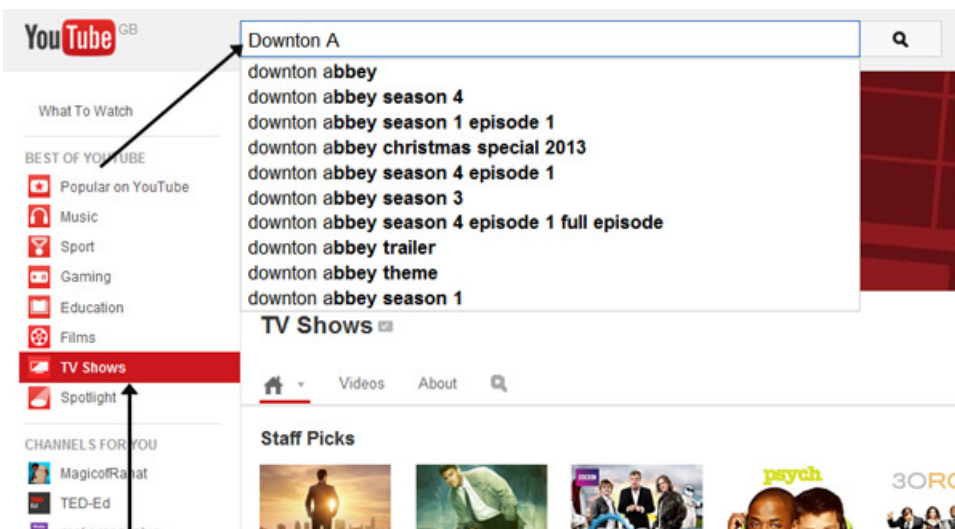 YouTube GB
Downton A
downton abbey
downton abbey season 4
downton abbey season 1 episode 1
downton abbey christmas special 2013
downton abbey season 4 episode 1
downton abbey season 3
downton abbey season 4 episode 1 full episode
downton abbey trailer
downton abbey theme
downton abbey season 1
What To Watch
BEST OF YOUTUBE
Popular on YouTube
Music
Sport
Gaming
Education
Films
TV Shows
Spotlight
CHANNELS FOR YOU
MagicofRahat
TED-Ed
TV Shows
Videos About
Staff Picks
BBC
psych
3ORO